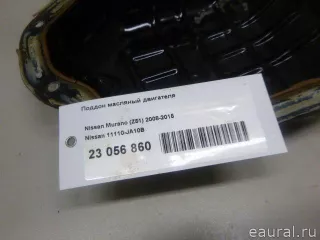 Поддон масляный двигателя
Nissan Murano (Z51) 2008-2016
Nissan 11110-JA10B
23 056 860
eaural.ru